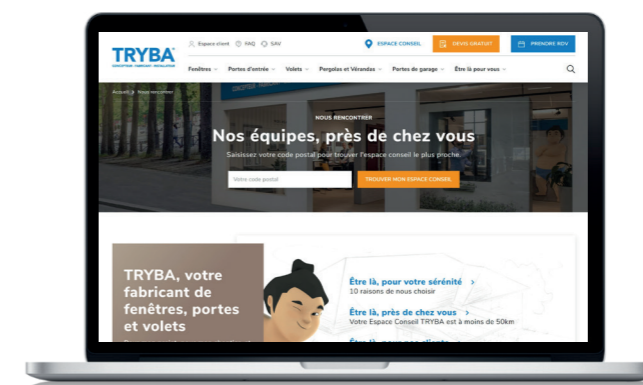 Espace client
FAQ
SAV
ESPACE CONSEIL
DEVIS GRATUIT
PRENDRE RDV
TRYBA
Fenêtres
Portes d'entrée
Volets
Pergolas et Vérandas
Portes de garage
Être là pour vous
Accueil
Nous rencontrer
NOUS RENCONTRER
Nos équipes, près de chez vous
Saisissez votre code postal pour trouver l'espace conseil le plus proche.
Votre code postal
TROUVER MON ESPACE CONSEIL
TRYBA, votre
fabricant de
fenêtres, portes
et volets
Être là, pour votre sérénité >
10 raisons de nous choisir
Être là, près de chez vous >
Votre Espace Conseil TRYBA est à moins de 50km